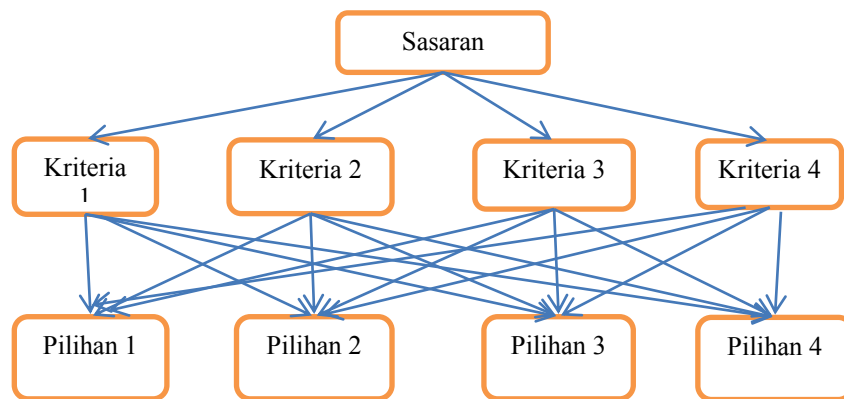 Sasaran
Kriteria
1
Kriteria 2
Kriteria 3
Kriteria 4
Pilihan 1
Pilihan 2
Pilihan 3
Pilihan 4